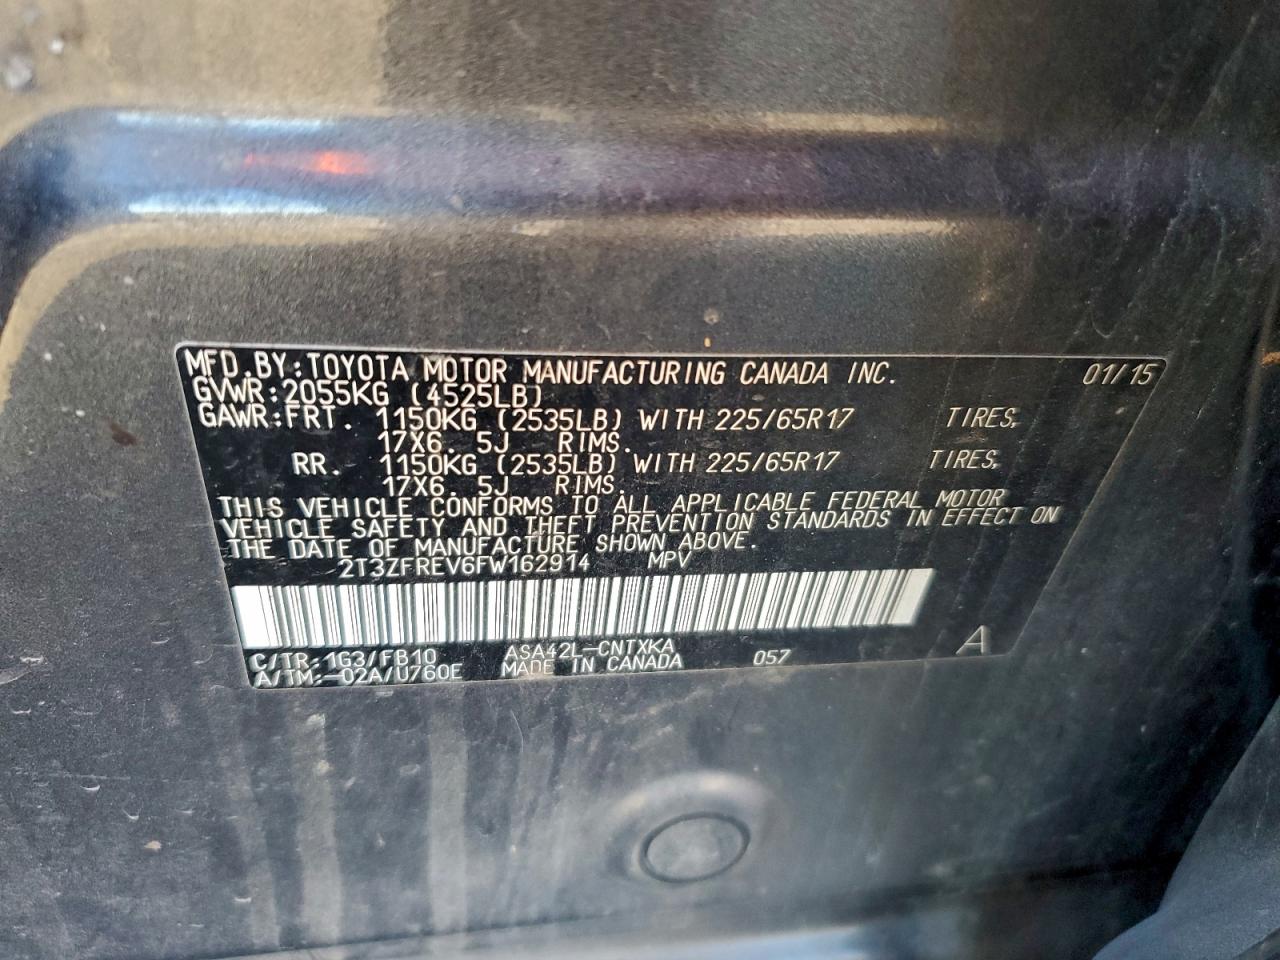 MFD.BY:TOYOTA MOTOR MANUFACTURING CANADA INC. 01/15
GVWR:2055KG (4525LB)
GAWR:FRT. 1150KG (2535LB) WITH 225/65R17 TIRES,
17X6.5J RIMS.
RR. 1150KG (2535LB) WITH 225/65R17 TIRES,
17X6.5J RIMS.
THIS VEHICLE CONFORMS TO ALL APPLICABLE FEDERAL MOTOR
VEHICLE SAFETY AND THEFT PREVENTION STANDARDS IN EFFECT ON
THE DATE OF MANUFACTURE SHOWN ABOVE.
2T3ZFREV6FW162914 MPV
C/TR:1G3/FB10 ASA42L-CNTXKA 057 A
A/TM:-02A/U760E MADE IN CANADA